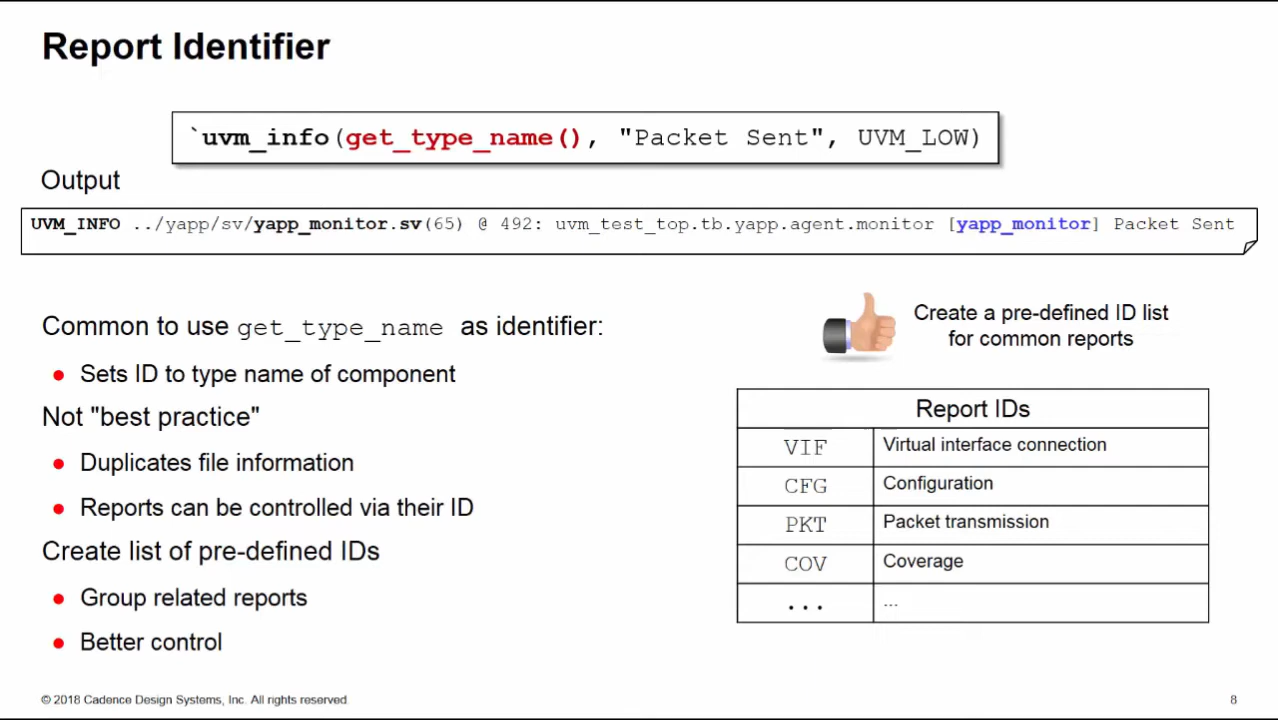 Report Identifier
`uvm_info(get_type_name(), "Packet Sent", UVM_LOW)
Output
UVM_INFO ../yapp/sv/yapp_monitor.sv(65) @ 492: uvm_test_top.tb.yapp.agent.monitor [yapp_monitor] Packet Sent
Common to use get_type_name as identifier:
● Sets ID to type name of component
Not "best practice"
● Duplicates file information
● Reports can be controlled via their ID
Create list of pre-defined IDs
● Group related reports
● Better control
Create a pre-defined ID list
for common reports
Report IDs
VIF Virtual interface connection
CFG Configuration
PKT Packet transmission
COV Coverage
... ...
© 2018 Cadence Design Systems, Inc. All rights reserved
8